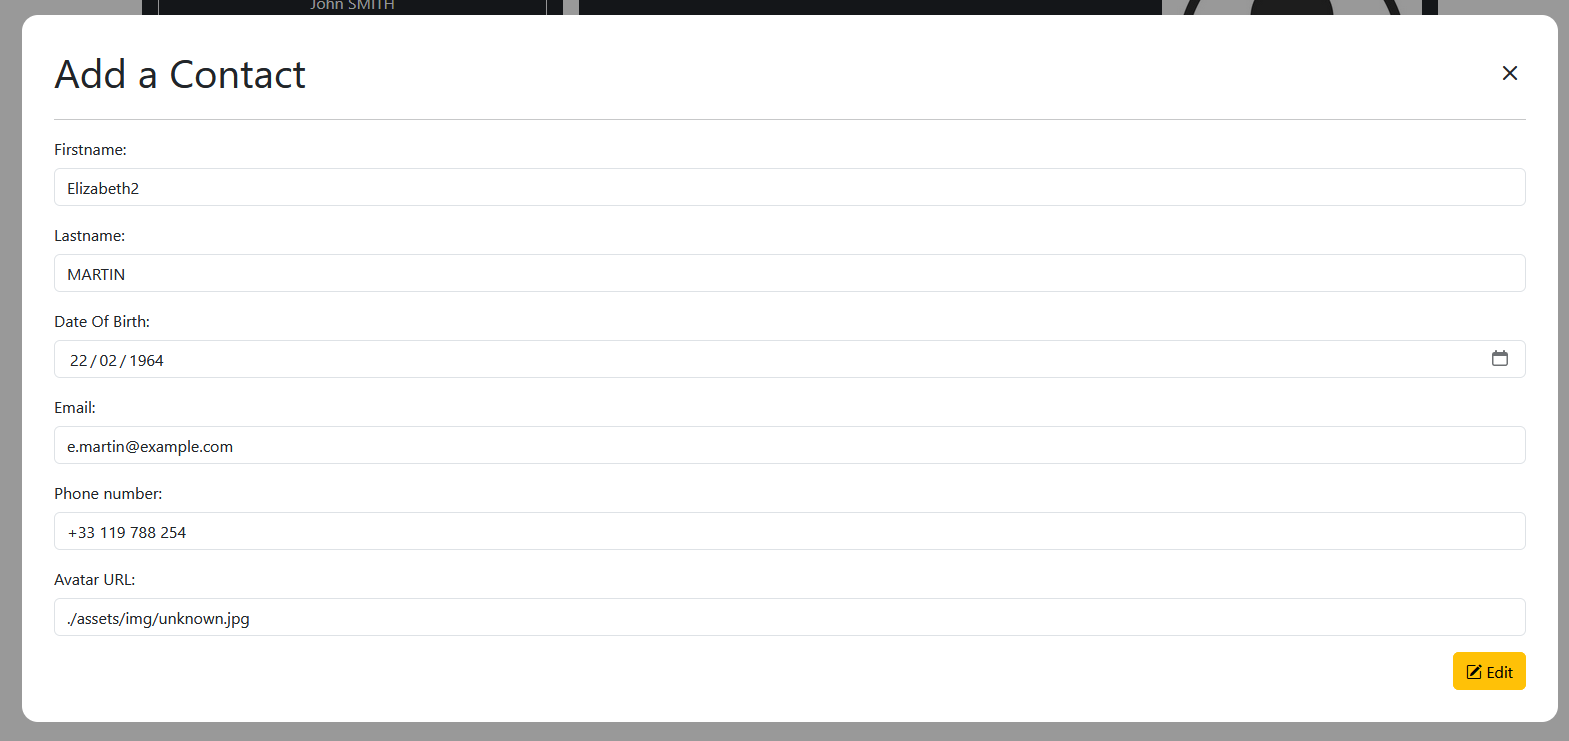 John SMITH
Add a Contact
Firstname:
Elizabeth2
Lastname:
MARTIN
Date Of Birth:
22/02/1964
Email:
e.martin@example.com
Phone number:
+33 119 788 254
Avatar URL:
./assets/img/unknown.jpg
Edit